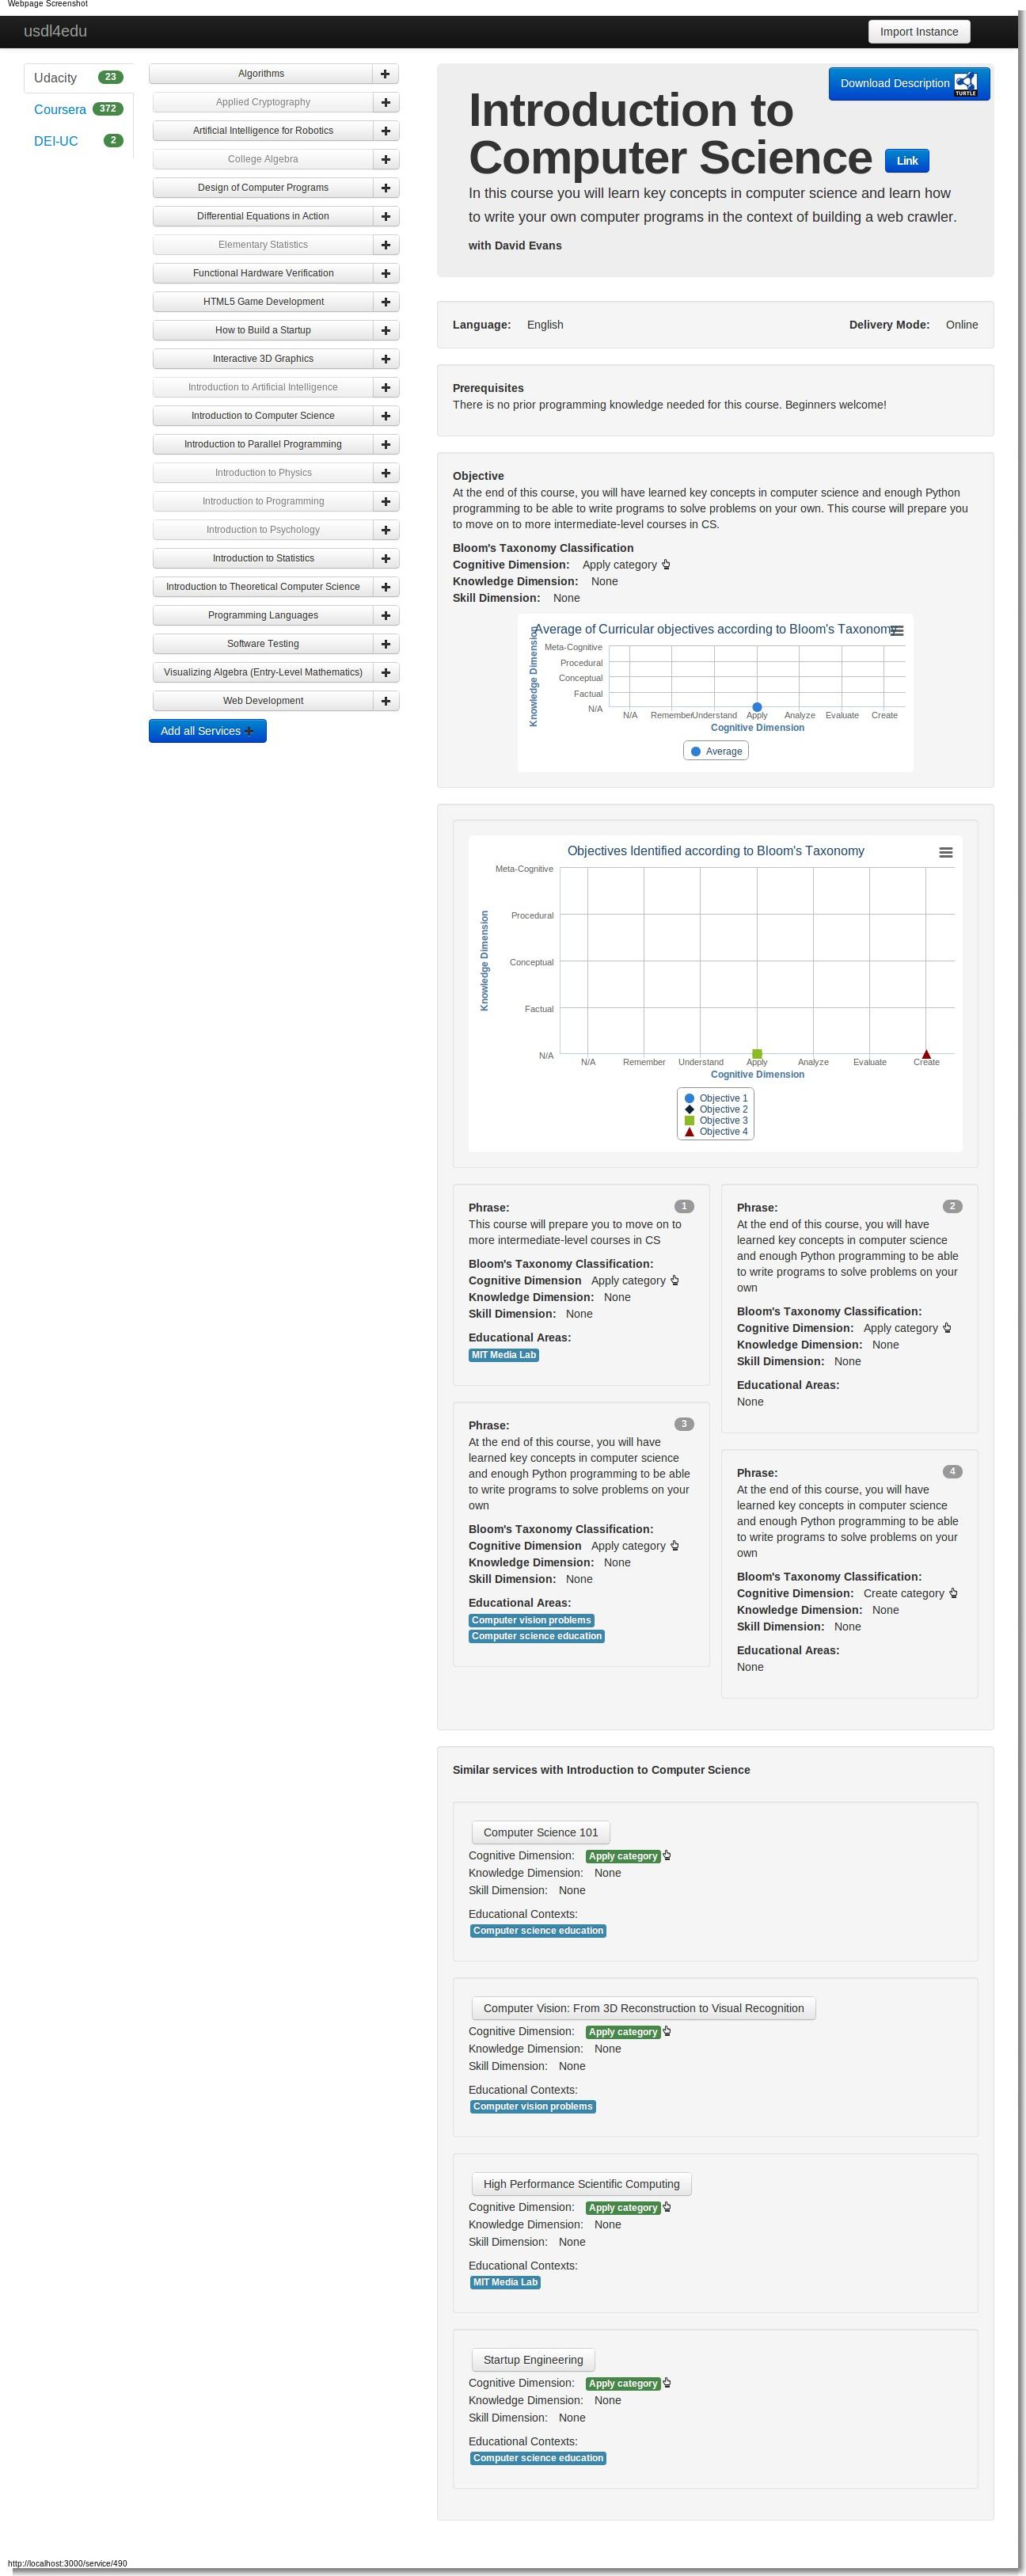 Webpage Screenshot
usdl4edu
Import Instance
Udacity 23
Coursera 372
DEI-UC 2
Algorithms
Applied Cryptography
Artificial Intelligence for Robotics
College Algebra
Design of Computer Programs
Differential Equations in Action
Elementary Statistics
Functional Hardware Verification
HTML5 Game Development
How to Build a Startup
Interactive 3D Graphics
Introduction to Artificial Intelligence
Introduction to Computer Science
Introduction to Parallel Programming
Introduction to Physics
Introduction to Programming
Introduction to Psychology
Introduction to Statistics
Introduction to Theoretical Computer Science
Programming Languages
Software Testing
Visualizing Algebra (Entry-Level Mathematics)
Web Development
Add all Services
Download Description
TURTLE
Introduction to
Computer Science Link
In this course you will learn key concepts in computer science and learn how
to write your own computer programs in the context of building a web crawler.
with David Evans
Language: English
Delivery Mode: Online
Prerequisites
There is no prior programming knowledge needed for this course. Beginners welcome!
Objective
At the end of this course, you will have learned key concepts in computer science and enough Python
programming to be able to write programs to solve problems on your own. This course will prepare you
to move on to more intermediate-level courses in CS.
Bloom's Taxonomy Classification
Cognitive Dimension: Apply category
Knowledge Dimension: None
Skill Dimension: None
Average of Curricular objectives according to Bloom's Taxonomy
Knowledge Dimension
Meta-Cognitive
Procedural
Conceptual
Factual
N/A
N/A Remember Understand Apply Analyze Evaluate Create
Cognitive Dimension
Average
Objectives Identified according to Bloom's Taxonomy
Knowledge Dimension
Meta-Cognitive
Procedural
Conceptual
Factual
N/A
N/A Remember Understand Apply Analyze Evaluate Create
Cognitive Dimension
Objective 1
Objective 2
Objective 3
Objective 4
Phrase: 1
This course will prepare you to move on to
more intermediate-level courses in CS
Bloom's Taxonomy Classification:
Cognitive Dimension Apply category
Knowledge Dimension: None
Skill Dimension: None
Educational Areas:
MIT Media Lab
Phrase: 2
At the end of this course, you will have
learned key concepts in computer science
and enough Python programming to be able
to write programs to solve problems on your
own
Bloom's Taxonomy Classification:
Cognitive Dimension: Apply category
Knowledge Dimension: None
Skill Dimension: None
Educational Areas:
None
Phrase: 3
At the end of this course, you will have
learned key concepts in computer science
and enough Python programming to be able
to write programs to solve problems on your
own
Bloom's Taxonomy Classification:
Cognitive Dimension Apply category
Knowledge Dimension: None
Skill Dimension: None
Educational Areas:
Computer vision problems
Computer science education
Phrase: 4
At the end of this course, you will have
learned key concepts in computer science
and enough Python programming to be able
to write programs to solve problems on your
own
Bloom's Taxonomy Classification:
Cognitive Dimension: Create category
Knowledge Dimension: None
Skill Dimension: None
Educational Areas:
None
Similar services with Introduction to Computer Science
Computer Science 101
Cognitive Dimension: Apply category
Knowledge Dimension: None
Skill Dimension: None
Educational Contexts:
Computer science education
Computer Vision: From 3D Reconstruction to Visual Recognition
Cognitive Dimension: Apply category
Knowledge Dimension: None
Skill Dimension: None
Educational Contexts:
Computer vision problems
High Performance Scientific Computing
Cognitive Dimension: Apply category
Knowledge Dimension: None
Skill Dimension: None
Educational Contexts:
MIT Media Lab
Startup Engineering
Cognitive Dimension: Apply category
Knowledge Dimension: None
Skill Dimension: None
Educational Contexts:
Computer science education
http://localhost:3000/service/490